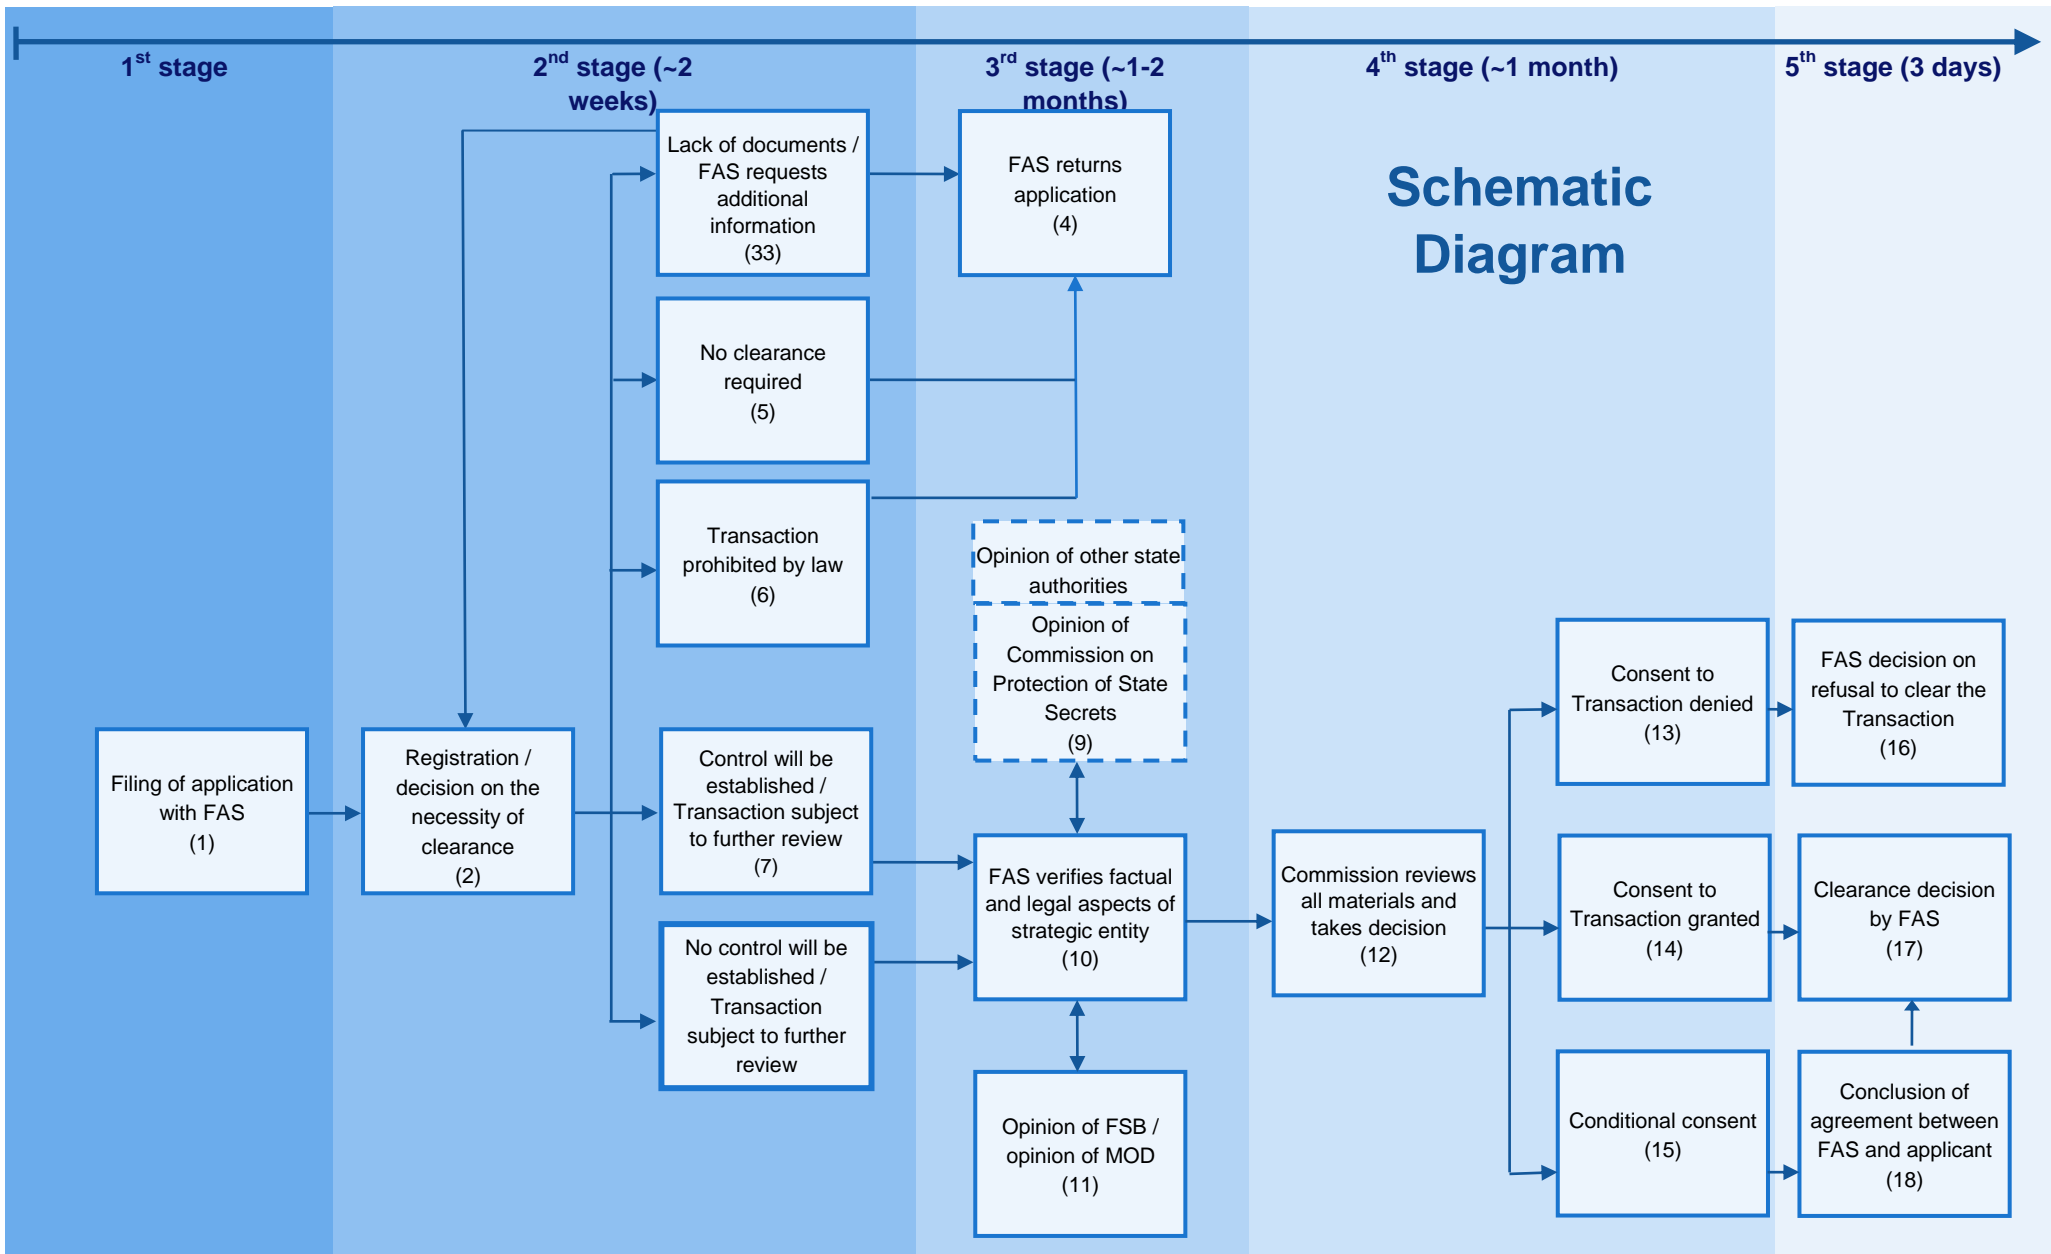 1st stage
2nd stage (~2
weeks)
3rd stage (~1-2
months)
4th stage (~1 month)
5th stage (3 days)
Schematic
Diagram
Lack of documents /
FAS requests
additional
information
(33)
FAS returns
application
(4)
No clearance
required
(5)
Transaction
prohibited by law
(6)
Opinion of other state
authorities
Opinion of
Commission on
Protection of State
Secrets
(9)
Filing of application
with FAS
(1)
Registration /
decision on the
necessity of
clearance
(2)
Control will be
established /
Transaction subject
to further review
(7)
No control will be
established /
Transaction
subject to further
review
FAS verifies factual
and legal aspects of
strategic entity
(10)
Opinion of FSB /
opinion of MOD
(11)
Commission reviews
all materials and
takes decision
(12)
Consent to
Transaction denied
(13)
FAS decision on
refusal to clear the
Transaction
(16)
Consent to
Transaction granted
(14)
Clearance decision
by FAS
(17)
Conditional consent
(15)
Conclusion of
agreement between
FAS and applicant
(18)